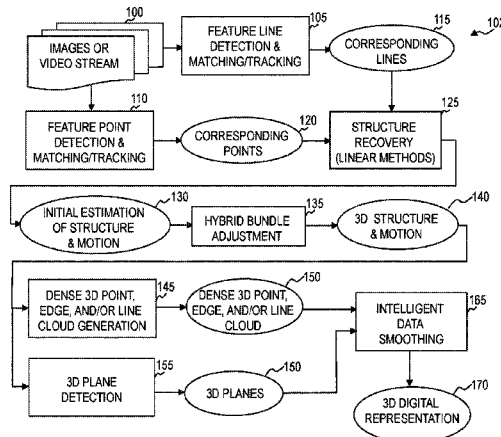 100
IMAGES OR
VIDEO STREAM
105
FEATURE LINE
DETECTION &
MATCHING/TRACKING
115
CORRESPONDING
LINES
102
110
FEATURE POINT
DETECTION &
MATCHING/TRACKING
120
CORRESPONDING
POINTS
125
STRUCTURE
RECOVERY
(LINEAR METHODS)
130
INITIAL ESTIMATION
OF STRUCTURE
& MOTION
135
HYBRID BUNDLE
ADJUSTMENT
140
3D STRUCTURE
& MOTION
145
DENSE 3D POINT,
EDGE, AND/OR LINE
CLOUD GENERATION
150
DENSE 3D POINT,
EDGE, AND/OR LINE
CLOUD
165
INTELLIGENT
DATA
SMOOTHING
155
3D PLANE
DETECTION
150
3D PLANES
170
3D DIGITAL
REPRESENTATION